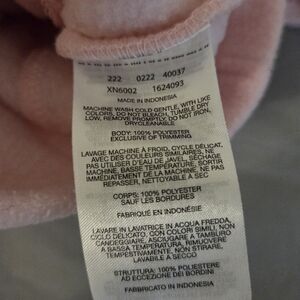 222 0222 40037
XN6002 1624093
MADE IN INDONESIA
MACHINE WASH COLD GENTLE, WITH LIKE
COLORS, DO NOT BLEACH, TUMBLE DRY
LOW, REMOVE PROMPTLY, DO NOT IRON,
DRYCLEANABLE
BODY: 100% POLYESTER
EXCLUSIVE OF TRIMMING
LAVAGE MACHINE À FROID, CYCLE DÉLICAT,
AVEC DES COULEURS SIMILAIRES, NE
PAS UTILISER D'EAU DE JAVEL, SÉCHAGE
MACHINE, BASSE TEMPÉRATURE, SORTIR
IMMÉDIATEMENT DE LA MACHINE, NE PAS
REPASSER, NETTOYABLE À SEC
CORPS: 100% POLYESTER
SAUF LES BORDURES
FABRIQUÉ EN INDONÉSIE
LAVARE IN LAVATRICE IN ACQUA FREDDA,
CICLO DELICATO, CON COLORI SIMILI, NON
CANDEGGIARE, ASCIUGARE A TAMBURO
A BASSA TEMPERATURA, RIMUOVERE
TEMPESTIVAMENTE, NON STIRARE,
LAVABILE A SECCO
STRUTTURA: 100% POLIESTERE
AD ECCEZIONE DEI BORDINI
FABBRICATO IN INDONESIA